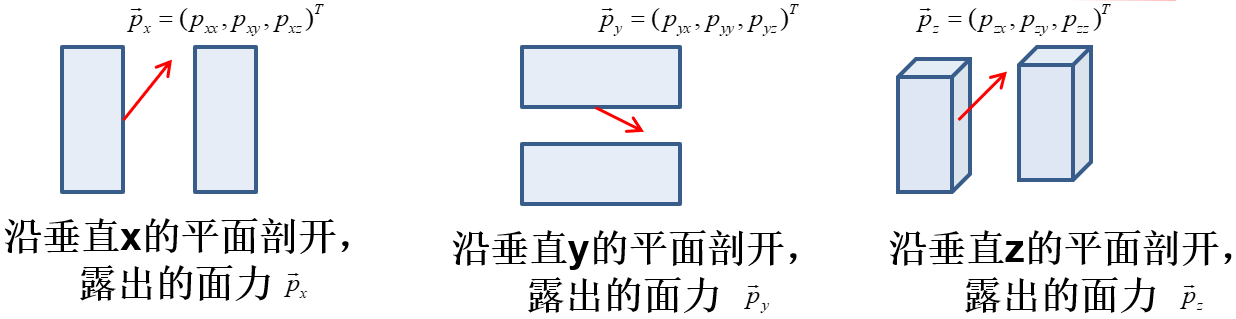 $\vec{p}_x = (p_{xx}, p_{xy}, p_{xz})^T$
沿垂直x的平面剖开，
露出的面力 $\vec{p}_x$
$\vec{p}_y = (p_{yx}, p_{yy}, p_{yz})^T$
沿垂直y的平面剖开，
露出的面力 $\vec{p}_y$
$\vec{p}_z = (p_{zx}, p_{zy}, p_{zz})^T$
沿垂直z的平面剖开，
露出的面力 $\vec{p}_z$